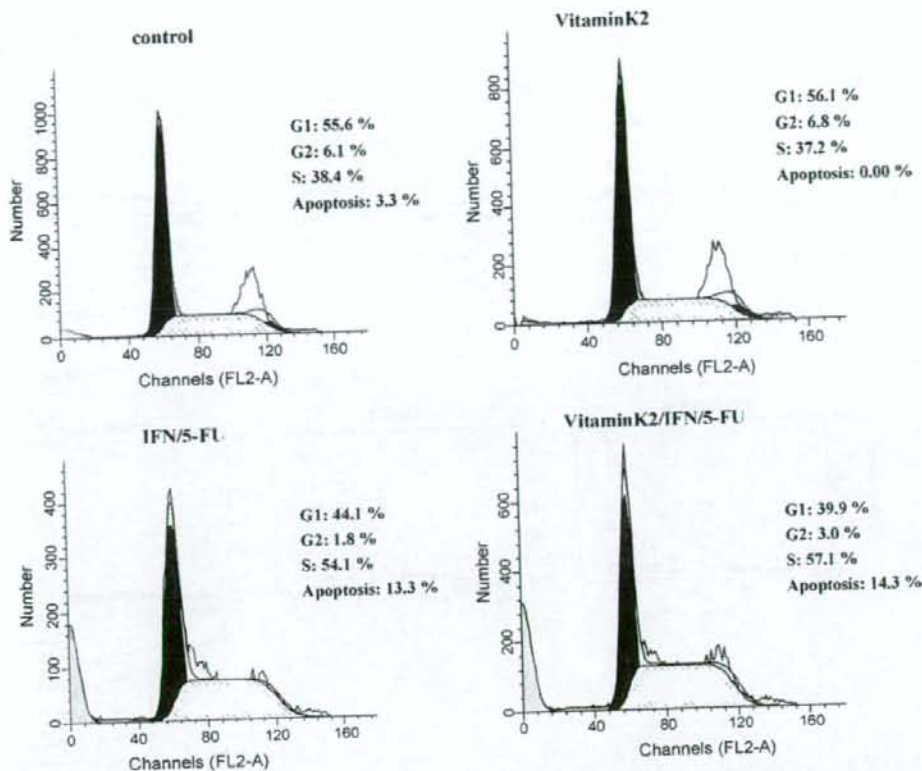 control
G1: 55.6 %
G2: 6.1 %
S: 38.4 %
Apoptosis: 3.3 %
Number
0
200
400
600
800
1000
0
40
80
120
160
Channels (FL2-A)
VitaminK2
G1: 56.1 %
G2: 6.8 %
S: 37.2 %
Apoptosis: 0.00 %
Number
0
200
400
600
800
0
40
80
120
160
Channels (FL2-A)
IFN/5-FU
G1: 44.1 %
G2: 1.8 %
S: 54.1 %
Apoptosis: 13.3 %
Number
0
100
200
300
400
0
40
80
120
160
Channels (FL2-A)
VitaminK2/IFN/5-FU
G1: 39.9 %
G2: 3.0 %
S: 57.1 %
Apoptosis: 14.3 %
Number
0
200
400
600
0
40
80
120
160
Channels (FL2-A)